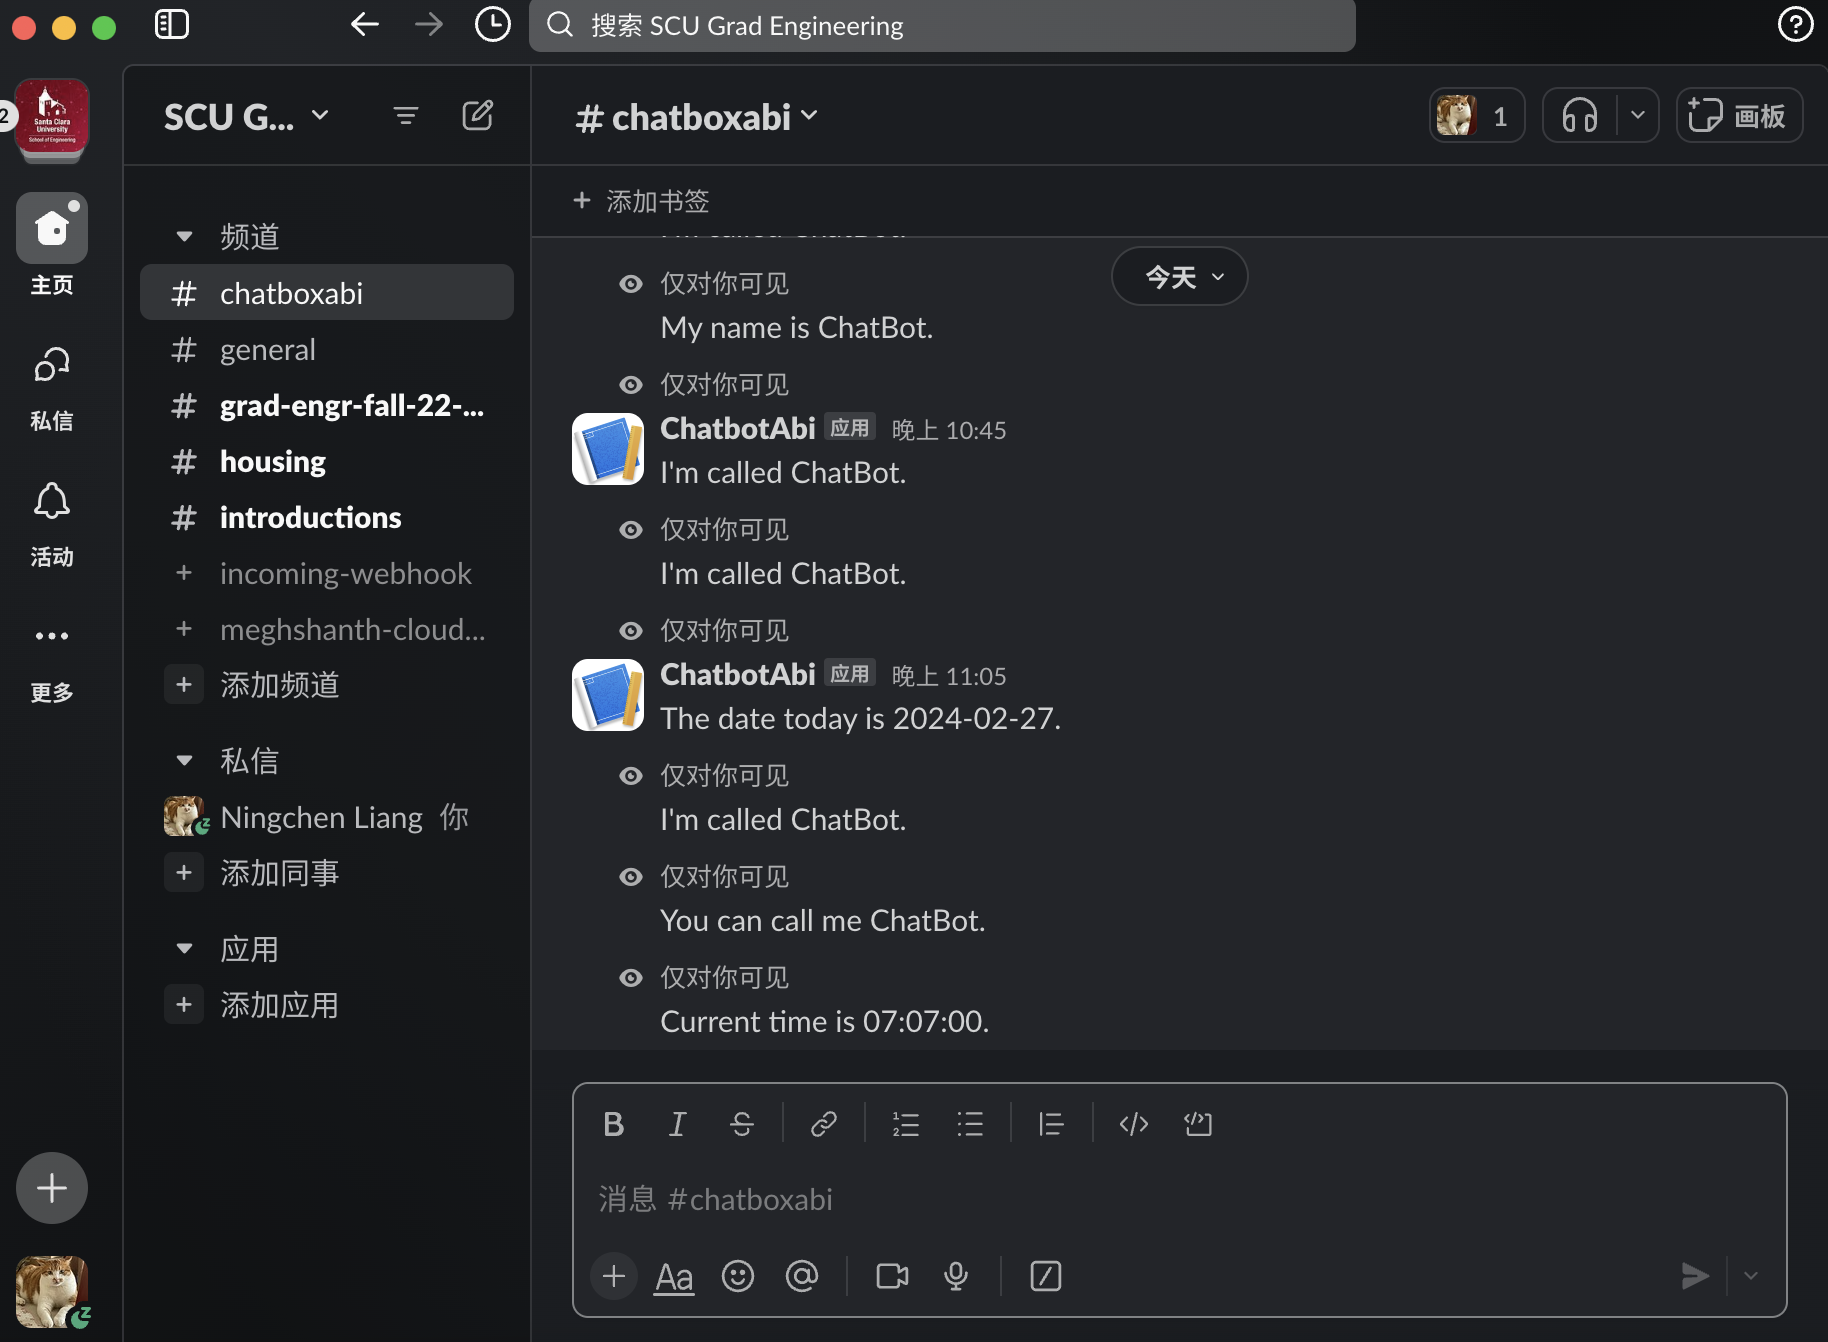 搜索 SCU Grad Engineering
2
Santa Clara
University
School of Engineering
主页
私信
活动
更多
SCU G...
频道
# chatboxabi
# general
# grad-engr-fall-22-...
# housing
# introductions
+ incoming-webhook
+ meghshanth-cloud...
+ 添加频道
私信
Ningchen Liang 你
+ 添加同事
应用
+ 添加应用
# chatboxabi
1
画板
+ 添加书签
今天
I'm called ChatBot.
仅对你可见
My name is ChatBot.
仅对你可见
ChatbotAbi 应用 晚上 10:45
I'm called ChatBot.
仅对你可见
I'm called ChatBot.
仅对你可见
ChatbotAbi 应用 晚上 11:05
The date today is 2024-02-27.
仅对你可见
I'm called ChatBot.
仅对你可见
You can call me ChatBot.
仅对你可见
Current time is 07:07:00.
消息 #chatboxabi
Aa